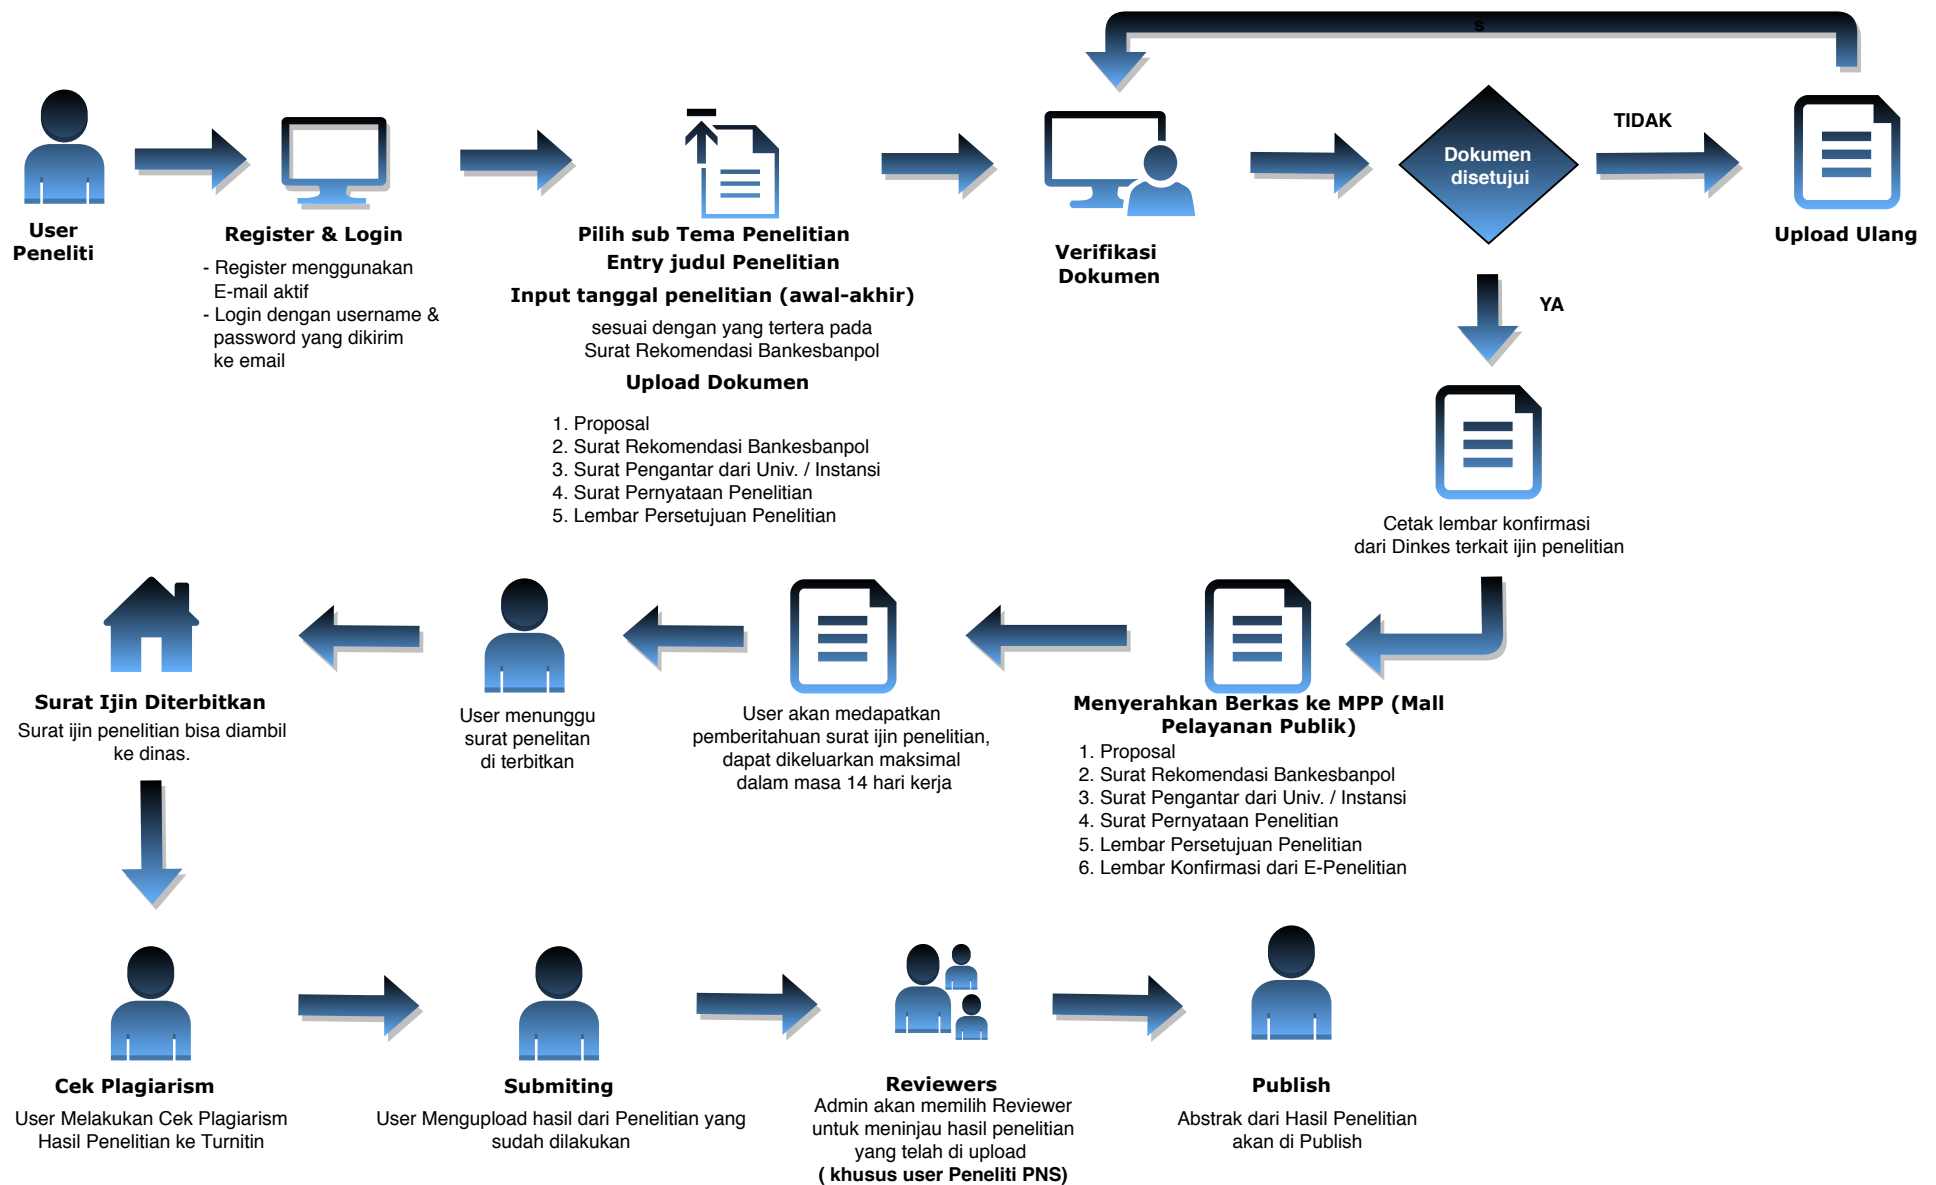 s
User
Peneliti
Register & Login
- Register menggunakan
E-mail aktif
- Login dengan username &
password yang dikirim
ke email
Pilih sub Tema Penelitian
Entry judul Penelitian
Input tanggal penelitian (awal-akhir)
sesuai dengan yang tertera pada
Surat Rekomendasi Bankesbanpol
Upload Dokumen
1. Proposal
2. Surat Rekomendasi Bankesbanpol
3. Surat Pengantar dari Univ. / Instansi
4. Surat Pernyataan Penelitian
5. Lembar Persetujuan Penelitian
Verifikasi
Dokumen
Dokumen
disetujui
TIDAK
Upload Ulang
YA
Cetak lembar konfirmasi
dari Dinkes terkait ijin penelitian
Menyerahkan Berkas ke MPP (Mall
Pelayanan Publik)
1. Proposal
2. Surat Rekomendasi Bankesbanpol
3. Surat Pengantar dari Univ. / Instansi
4. Surat Pernyataan Penelitian
5. Lembar Persetujuan Penelitian
6. Lembar Konfirmasi dari E-Penelitian
User akan medapatkan
pemberitahuan surat ijin penelitian,
dapat dikeluarkan maksimal
dalam masa 14 hari kerja
User menunggu
surat penelitan
di terbitkan
Surat Ijin Diterbitkan
Surat ijin penelitian bisa diambil
ke dinas.
Cek Plagiarism
User Melakukan Cek Plagiarism
Hasil Penelitian ke Turnitin
Submiting
User Mengupload hasil dari Penelitian yang
sudah dilakukan
Reviewers
Admin akan memilih Reviewer
untuk meninjau hasil penelitian
yang telah di upload
( khusus user Peneliti PNS)
Publish
Abstrak dari Hasil Penelitian
akan di Publish